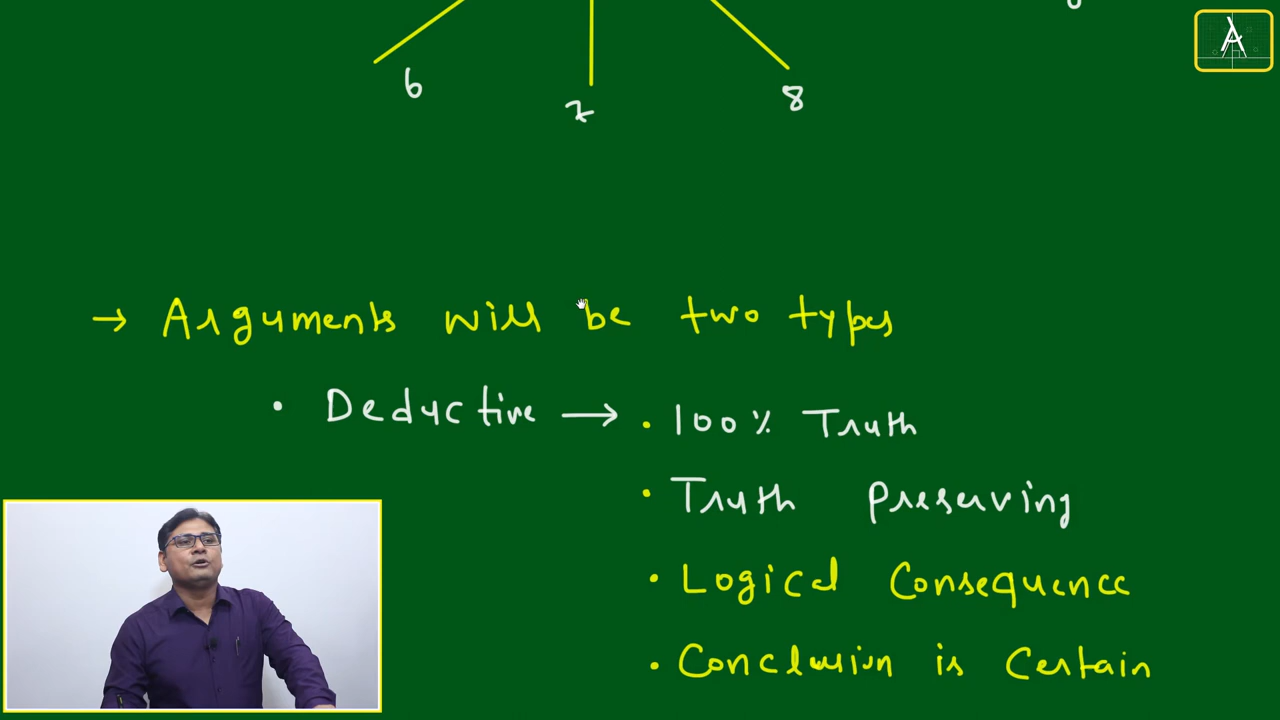 6
7
8
→ Arguments will be two types
• Deductive → • 100% Truth
• Truth Preserving
• Logical Consequence
• Conclusion is Certain